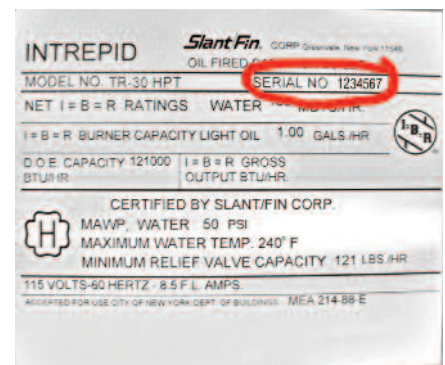 INTREPID Slant/Fin. CORP Greenvale, New York 11548
OIL FIRED
MODEL NO. TR-30 HPT SERIAL NO 1234567
NET I=B=R RATINGS WATER MBTU/HR.
I=B=R BURNER CAPACITY LIGHT OIL 1.00 GALS./HR
I=B=R
D.O.E. CAPACITY 121000 I=B=R GROSS
BTU/HR OUTPUT BTU/HR.
CERTIFIED BY SLANT/FIN CORP.
H MAWP, WATER 50 PSI
MAXIMUM WATER TEMP. 240° F
MINIMUM RELIEF VALVE CAPACITY 121 LBS./HR
115 VOLTS-60 HERTZ - 8.5 F.L. AMPS.
ACCEPTED FOR USE CITY OF NEW YORK DEPT. OF BUILDINGS MEA 214-88-E